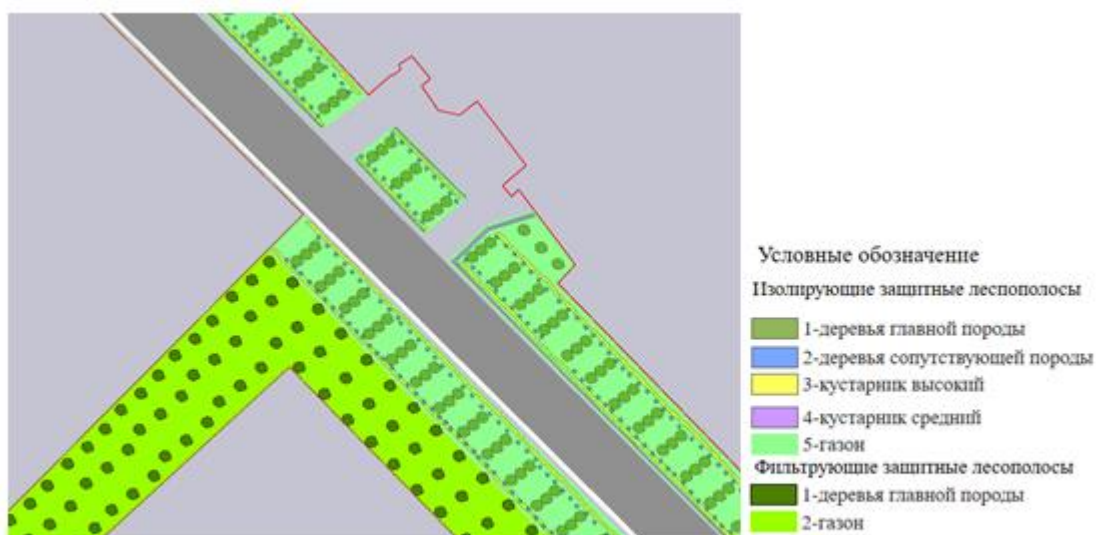 Условные обозначение
Изолирующие защитные леспополосы
1-деревья главной породы
2-деревья сопутствующей породы
3-кустарник высокий
4-кустарник средний
5-газон
Фильтрующие защитные лесополосы
1-деревья главной породы
2-газон